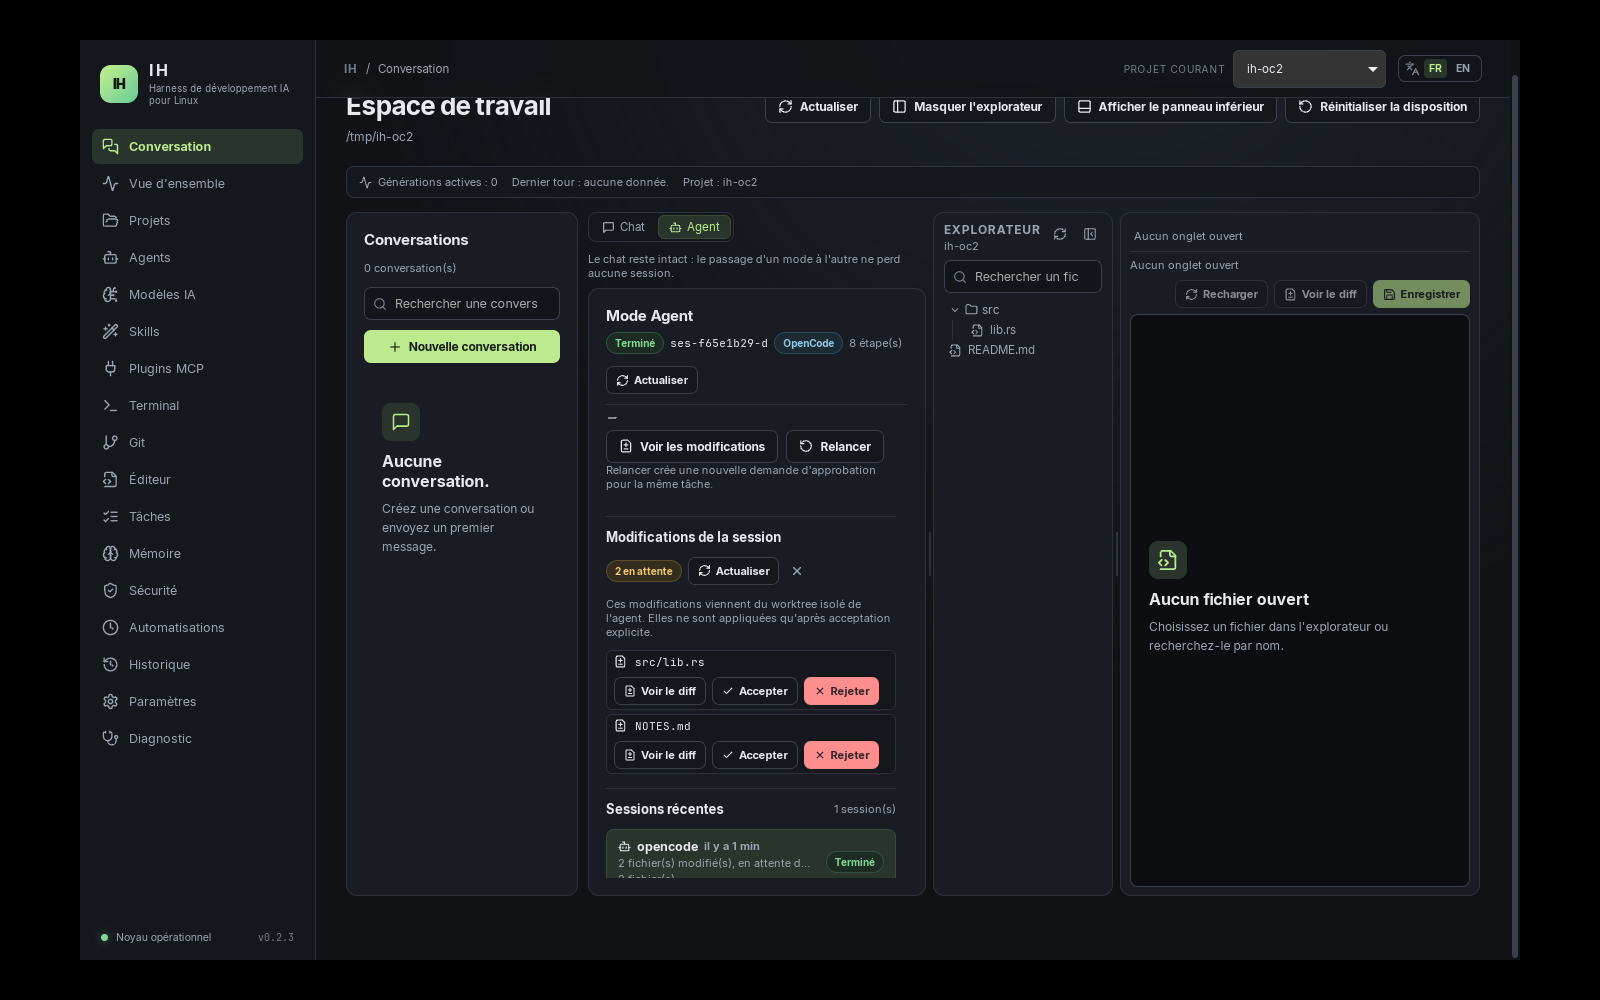 IH
IH
Harness de développement IA
pour Linux
Conversation
Vue d'ensemble
Projets
Agents
Modèles IA
Skills
Plugins MCP
Terminal
Git
Éditeur
Tâches
Mémoire
Sécurité
Automatisations
Historique
Paramètres
Diagnostic
Noyau opérationnel v0.2.3
IH / Conversation
PROJET COURANT ih-oc2 FR EN
Espace de travail
Actualiser Masquer l'explorateur Afficher le panneau inférieur Réinitialiser la disposition
/tmp/ih-oc2
Générations actives : 0 Dernier tour : aucune donnée. Projet : ih-oc2
Conversations
0 conversation(s)
Rechercher une convers
Nouvelle conversation
Aucune
conversation.
Créez une conversation ou
envoyez un premier
message.
Chat Agent
Le chat reste intact : le passage d'un mode à l'autre ne perd
aucune session.
Mode Agent
Terminé ses-f65e1b29-d OpenCode 8 étape(s)
Actualiser
—
Voir les modifications Relancer
Relancer crée une nouvelle demande d'approbation
pour la même tâche.
Modifications de la session
2 en attente Actualiser
Ces modifications viennent du worktree isolé de
l'agent. Elles ne sont appliquées qu'après acceptation
explicite.
src/lib.rs
Voir le diff Accepter Rejeter
NOTES.md
Voir le diff Accepter Rejeter
Sessions récentes 1 session(s)
opencode il y a 1 min
2 fichier(s) modifié(s), en attente d...
Terminé
2 fichier(s)
EXPLORATEUR
ih-oc2
Rechercher un fic
src
lib.rs
README.md
Aucun onglet ouvert
Aucun onglet ouvert
Recharger Voir le diff Enregistrer
Aucun fichier ouvert
Choisissez un fichier dans l'explorateur ou
recherchez-le par nom.